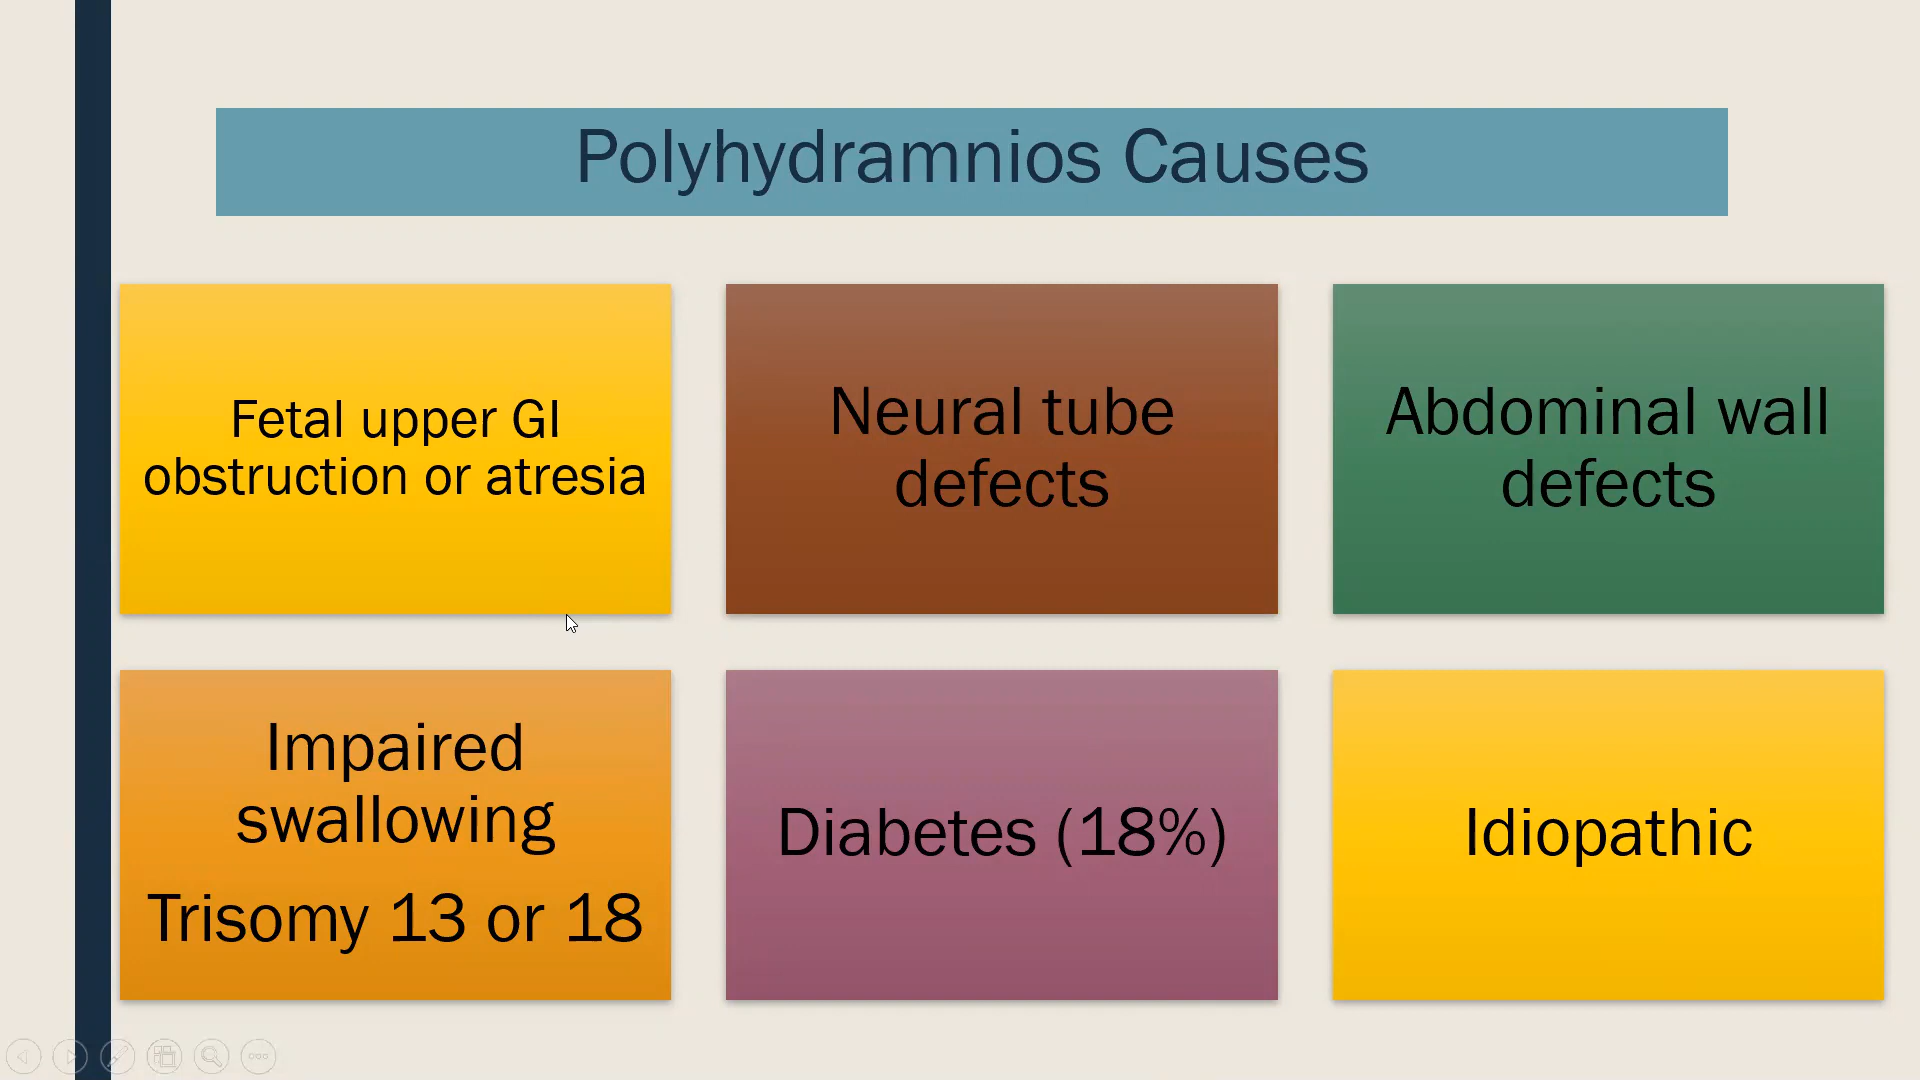 Polyhydramnios Causes
Fetal upper GI
obstruction or atresia
Neural tube
defects
Abdominal wall
defects
Impaired
swallowing
Trisomy 13 or 18
Diabetes (18%)
Idiopathic